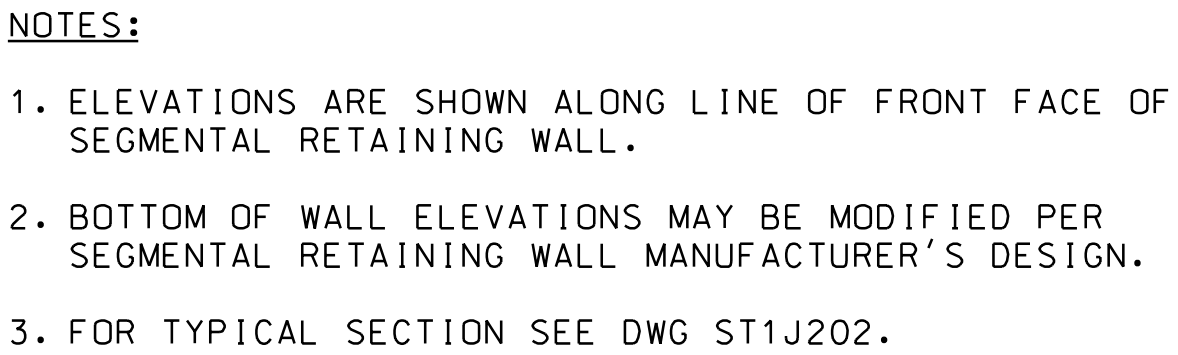 NOTES:
1. ELEVATIONS ARE SHOWN ALONG LINE OF FRONT FACE OF
SEGMENTAL RETAINING WALL.
2. BOTTOM OF WALL ELEVATIONS MAY BE MODIFIED PER
SEGMENTAL RETAINING WALL MANUFACTURER'S DESIGN.
3. FOR TYPICAL SECTION SEE DWG ST1J202.